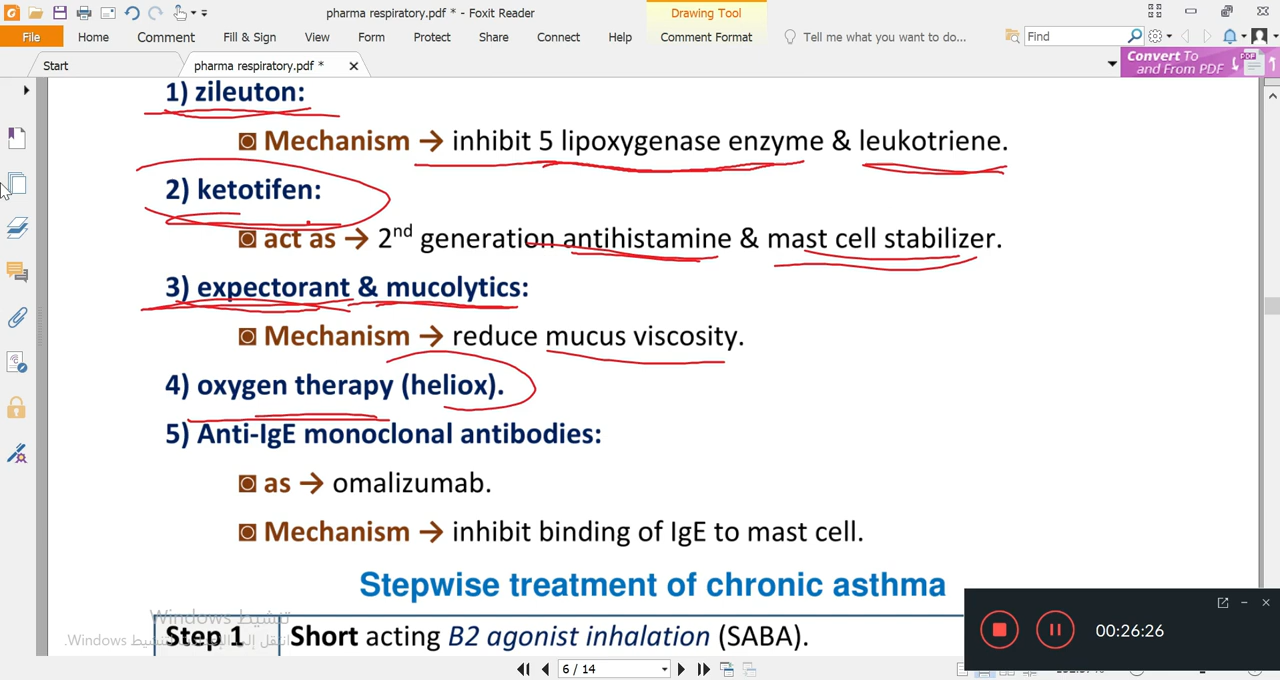 pharma respiratory.pdf * - Foxit Reader
Drawing Tool
File Home Comment Fill & Sign View Form Protect Share Connect Help Comment Format Tell me what you want to do... Find
Start pharma respiratory.pdf *
Convert To and From PDF PDF
1) zileuton:
◙ Mechanism → inhibit 5 lipoxygenase enzyme & leukotriene.
2) ketotifen:
◙ act as → 2nd generation antihistamine & mast cell stabilizer.
3) expectorant & mucolytics:
◙ Mechanism → reduce mucus viscosity.
4) oxygen therapy (heliox).
5) Anti-IgE monoclonal antibodies:
◙ as → omalizumab.
◙ Mechanism → inhibit binding of IgE to mast cell.
Stepwise treatment of chronic asthma
تنشيط Windows
Step 1 Short acting B2 agonist inhalation (SABA).
00:26:26
6 / 14